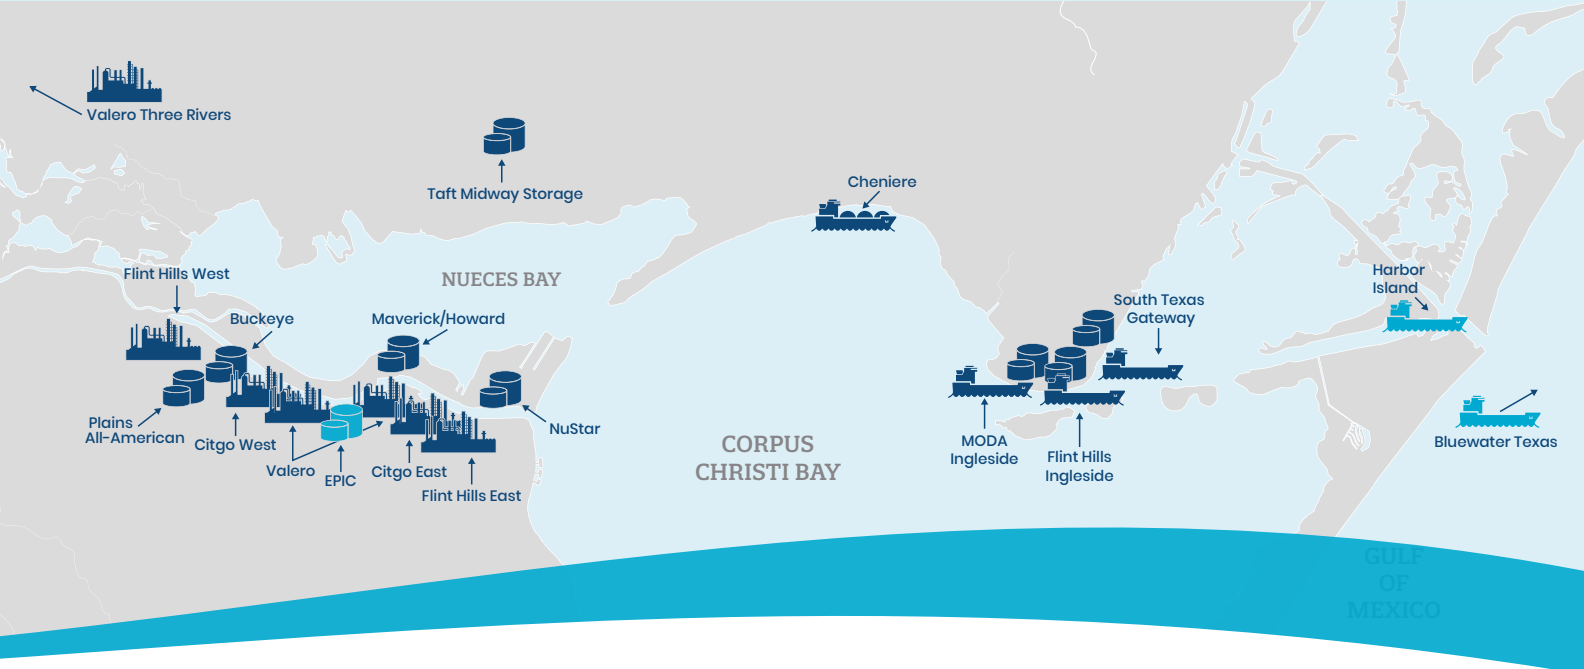 Valero Three Rivers
Taft Midway Storage
Cheniere
Flint Hills West
NUECES BAY
Harbor
Island
Buckeye
Maverick/Howard
South Texas
Gateway
Plains
All-American
Citgo West
Valero
EPIC
Citgo East
Flint Hills East
NuStar
CORPUS
CHRISTI BAY
MODA
Ingleside
Flint Hills
Ingleside
Bluewater Texas
GULF
OF
MEXICO